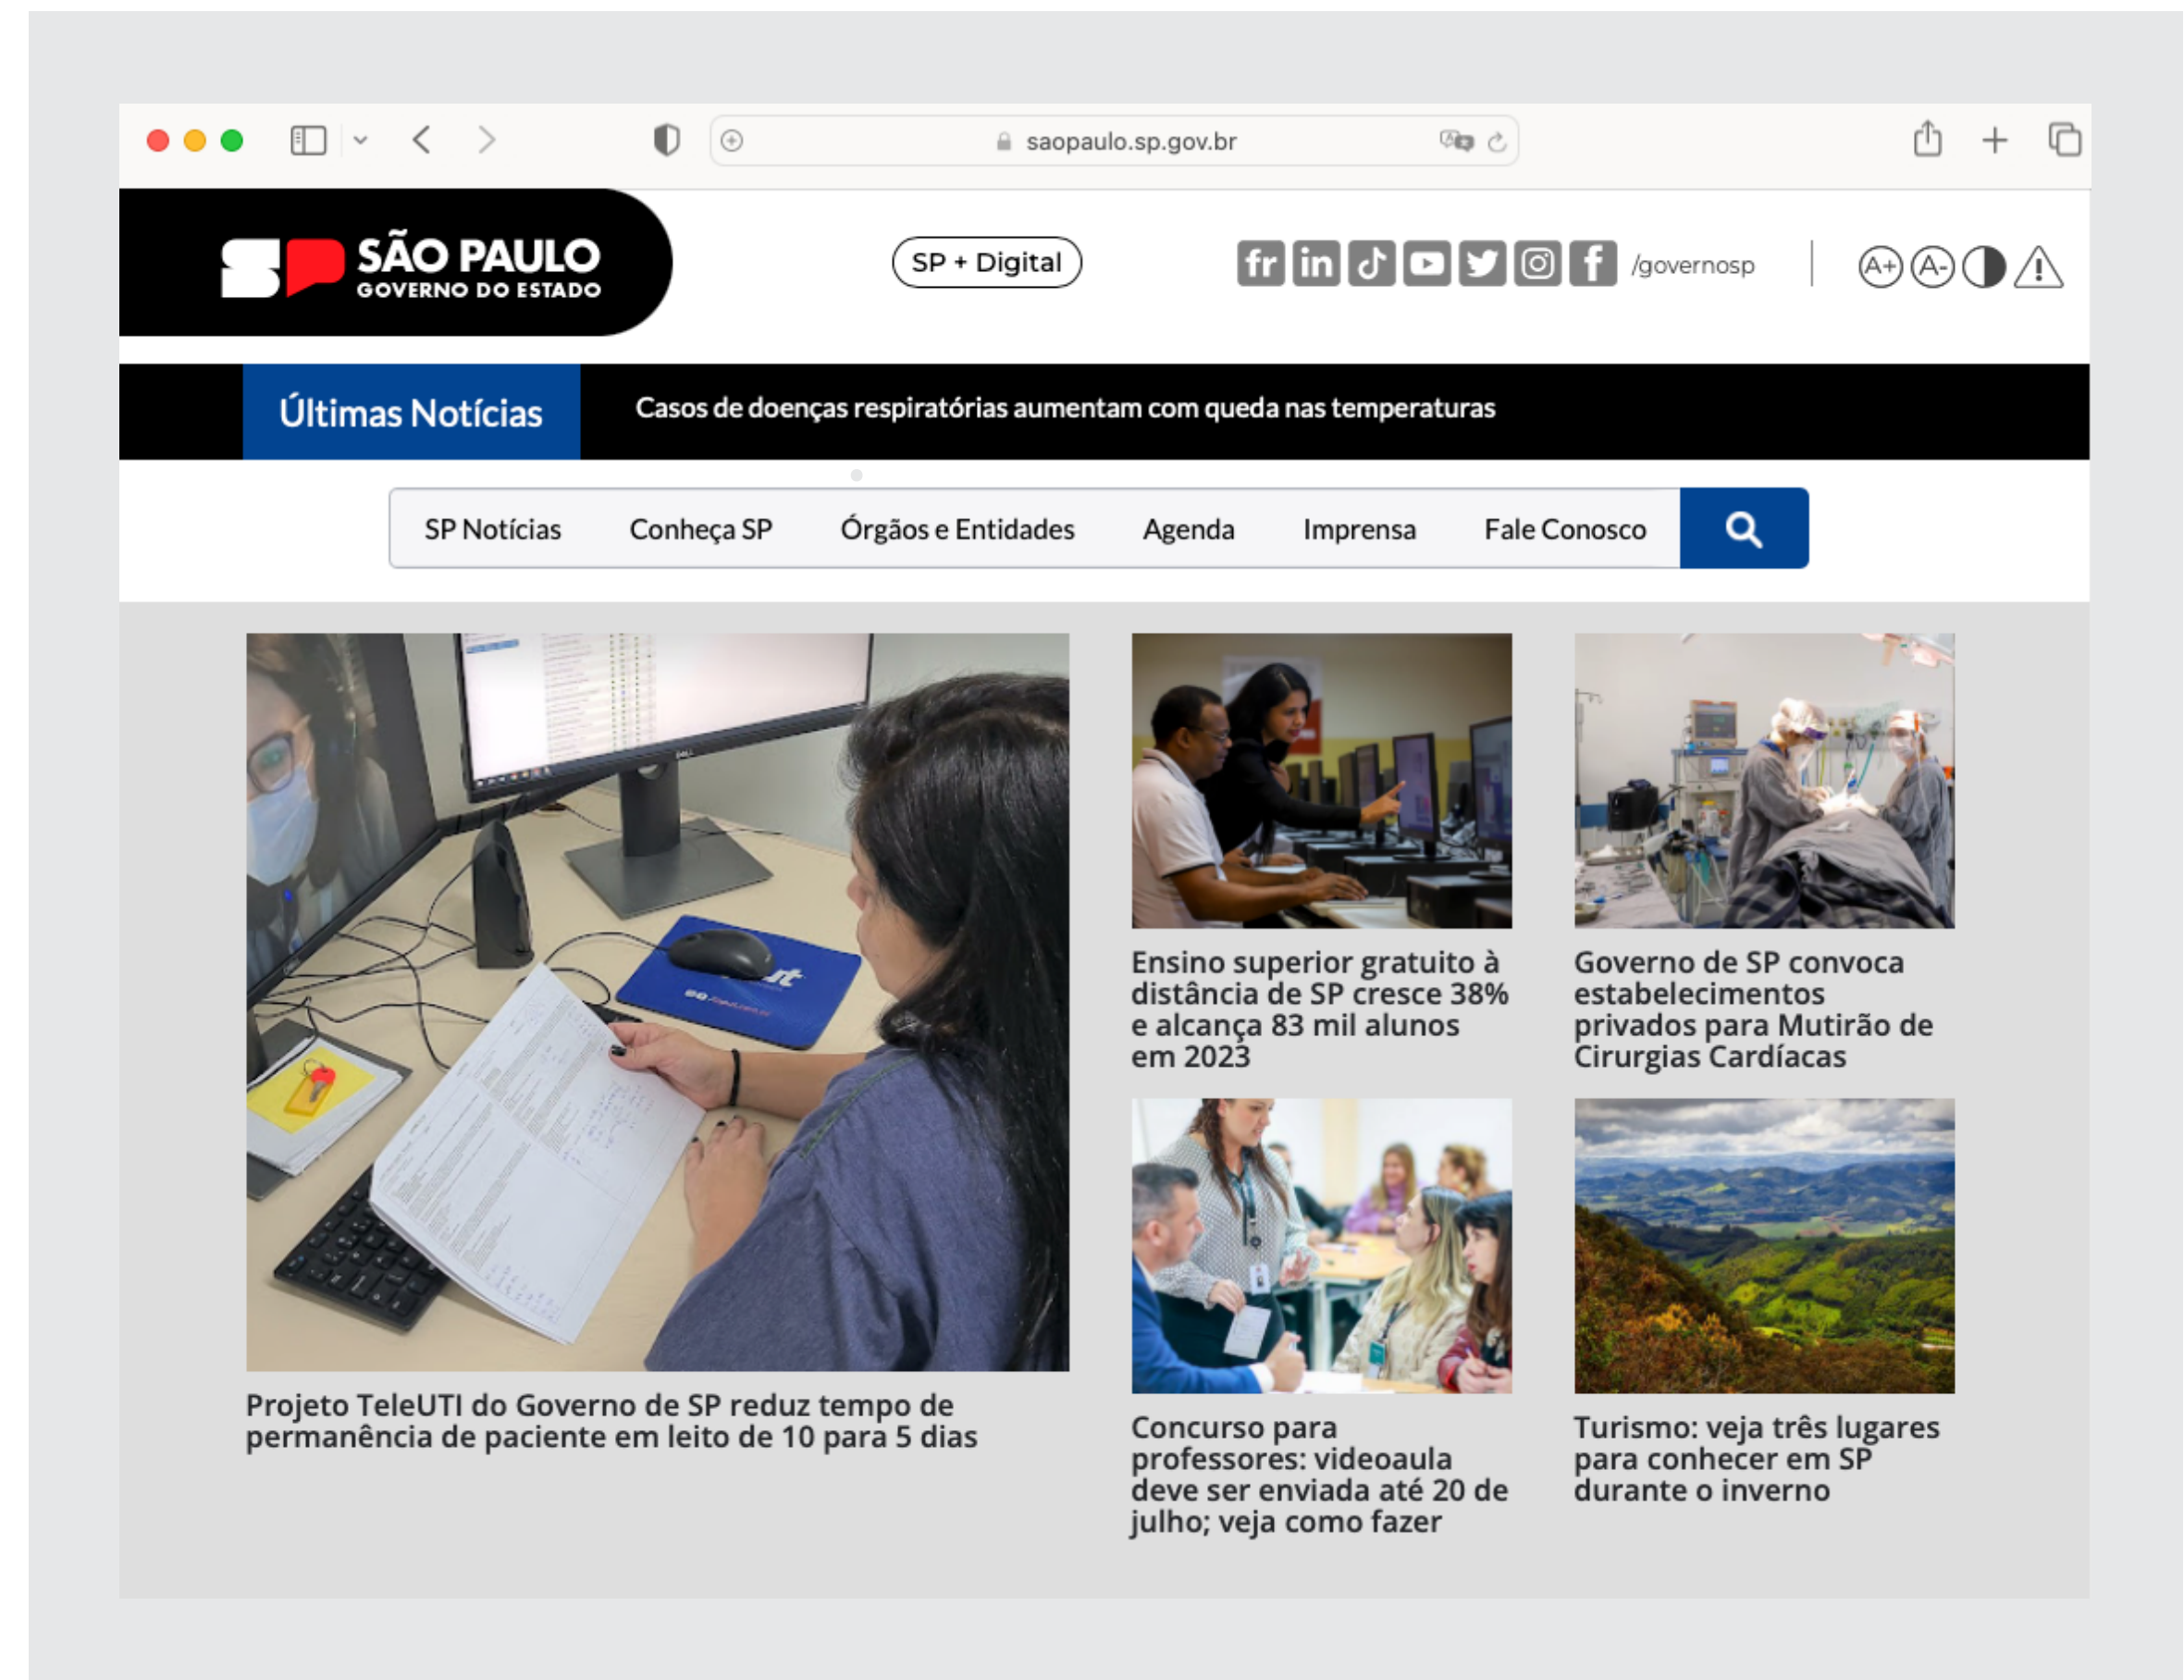 saopaulo.sp.gov.br
SÃO PAULO
GOVERNO DO ESTADO
SP + Digital
/governosp
A+ A-
Últimas Notícias
Casos de doenças respiratórias aumentam com queda nas temperaturas
SP Notícias
Conheça SP
Órgãos e Entidades
Agenda
Imprensa
Fale Conosco
Projeto TeleUTI do Governo de SP reduz tempo de
permanência de paciente em leito de 10 para 5 dias
Ensino superior gratuito à
distância de SP cresce 38%
e alcança 83 mil alunos
em 2023
Governo de SP convoca
estabelecimentos
privados para Mutirão de
Cirurgias Cardíacas
Concurso para
professores: videoaula
deve ser enviada até 20 de
julho; veja como fazer
Turismo: veja três lugares
para conhecer em SP
durante o inverno